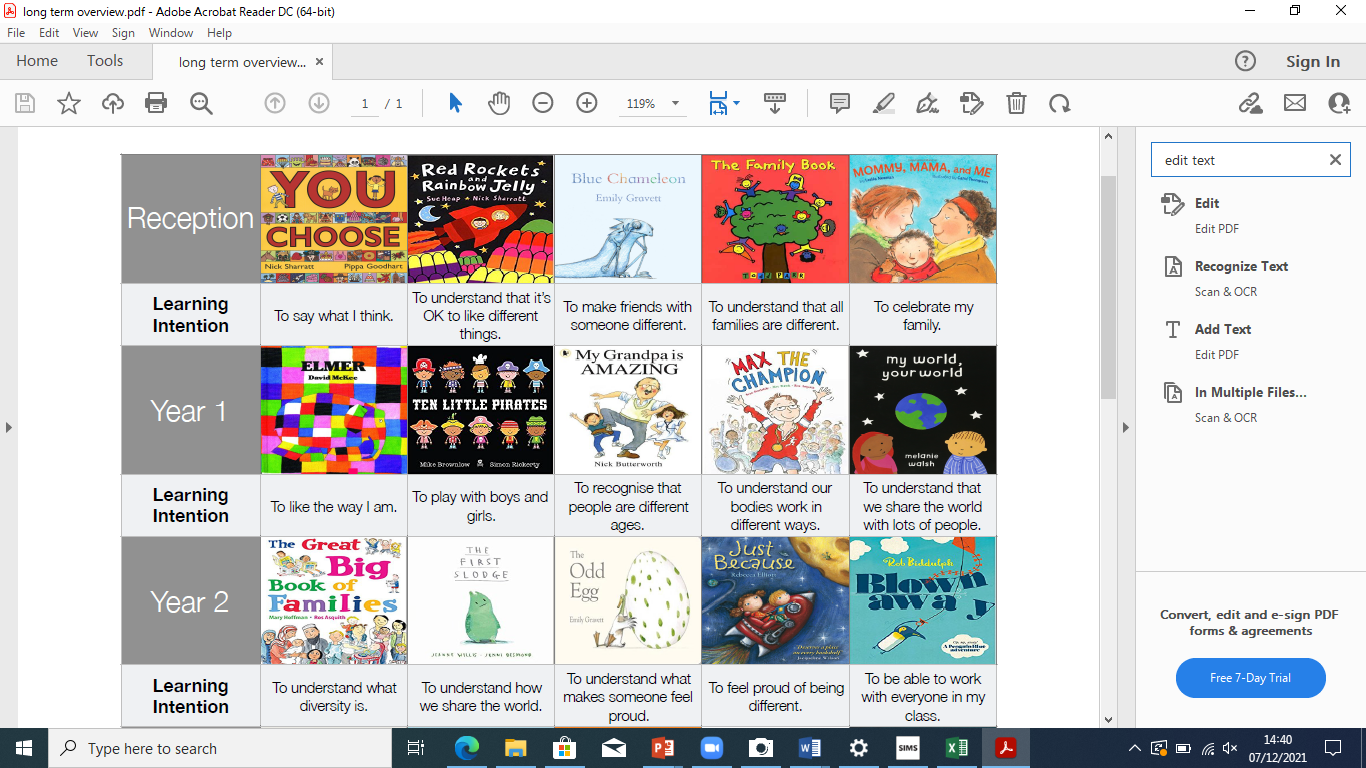 long term overview.pdf - Adobe Acrobat Reader DC (64-bit)
File Edit View Sign Window Help
Home Tools long term overview... × Sign In
1 / 1 119%
edit text
Edit
Edit PDF
Recognize Text
Scan & OCR
Add Text
Edit PDF
In Multiple Files...
Scan & OCR
Convert, edit and e-sign PDF
forms & agreements
Free 7-Day Trial
Reception
YOU
CHOOSE
Nick Sharratt Pippa Goodhart
Red Rockets
and
Rainbow Jelly
Sue Heap • Nick Sharratt
Blue Chameleon
Emily Gravett
The Family Book
TODD PARR
MOMMY, MAMA, and ME
Learning
Intention
To say what I think.
To understand that it's
OK to like different
things.
To make friends with
someone different.
To understand that all
families are different.
To celebrate my
family.
Year 1
ELMER
David McKee
TEN LITTLE PIRATES
Mike Brownlow Simon Rickerty
My Grandpa is
AMAZING
Nick Butterworth
MAX THE
CHAMPION
my world,
your world
melanie
walsh
Learning
Intention
To like the way I am.
To play with boys and
girls.
To recognise that
people are different
ages.
To understand our
bodies work in
different ways.
To understand that
we share the world
with lots of people.
Year 2
The Great
Big
Book of
Families
Mary Hoffman • Ros Asquith
THE
FIRST
SLODGE
JEANNE WILLIS • JENNI DESMOND
The
Odd
Egg
Emily Gravett
Just
Because
Rebecca Elliott
Rob Biddulph
Blown
away
A Penguin Blue
adventure
Learning
Intention
To understand what
diversity is.
To understand how
we share the world.
To understand what
makes someone feel
proud.
To feel proud of being
different.
To be able to work
with everyone in my
class.
Type here to search
SIMS
14:40
07/12/2021